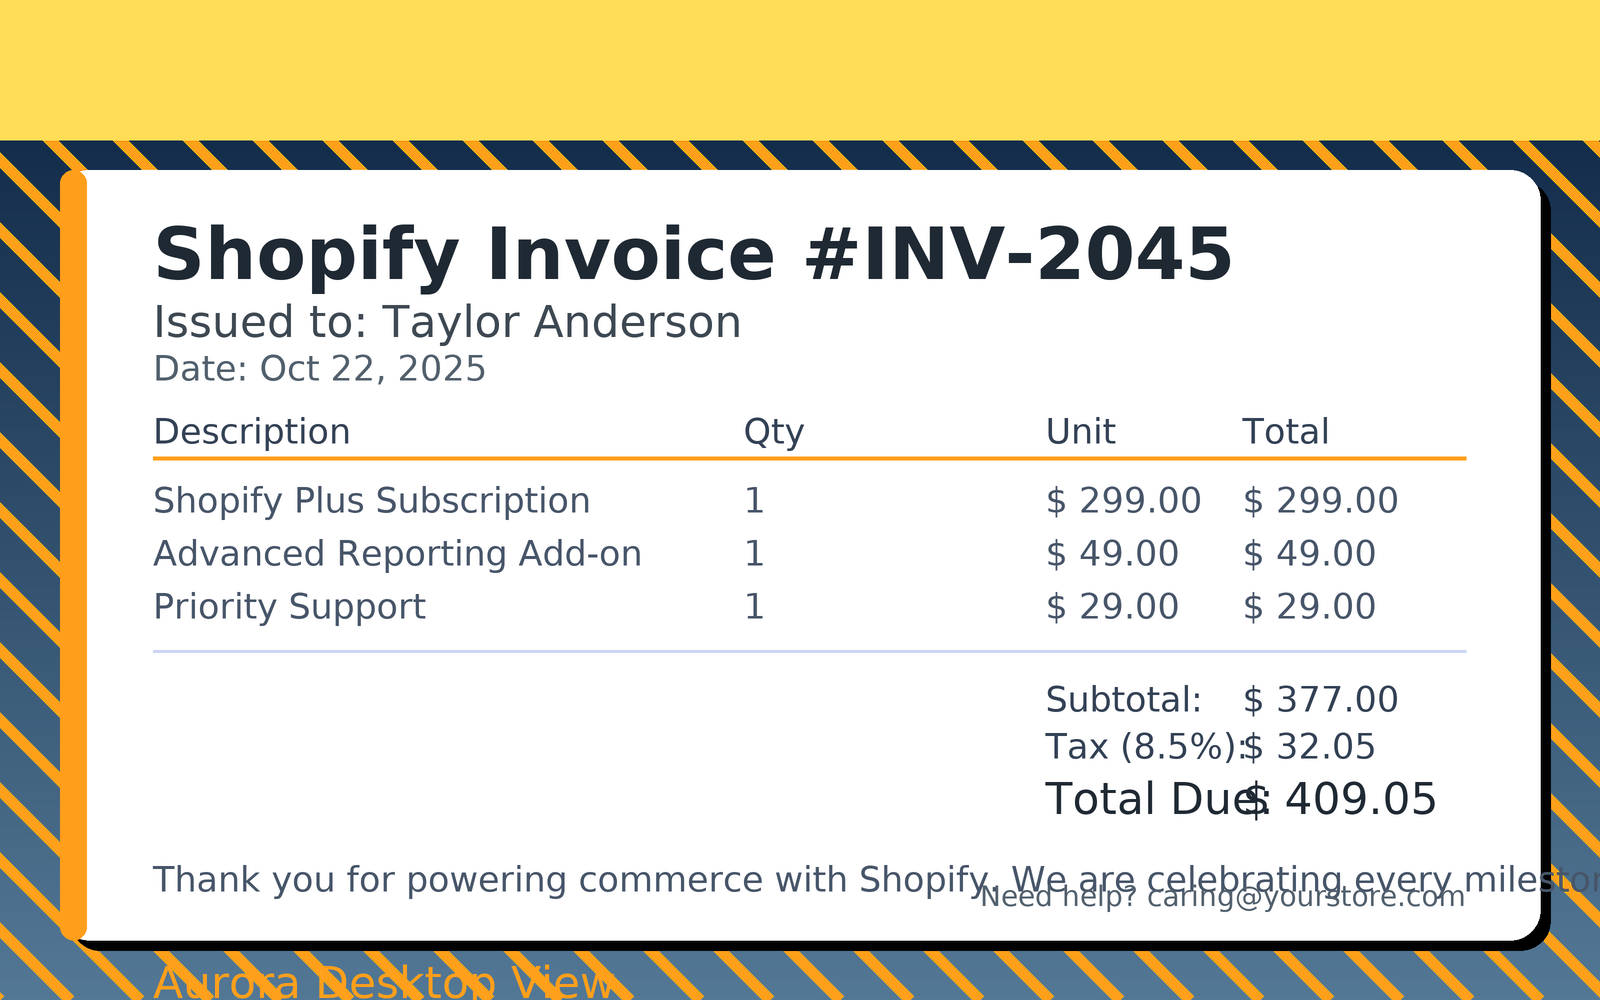 Shopify Invoice #INV-2045
Issued to: Taylor Anderson
Date: Oct 22, 2025
Description Qty Unit Total
Shopify Plus Subscription 1 $ 299.00 $ 299.00
Advanced Reporting Add-on 1 $ 49.00 $ 49.00
Priority Support 1 $ 29.00 $ 29.00
Subtotal: $ 377.00
Tax (8.5%): $ 32.05
Total Due: $ 409.05
Thank you for powering commerce with Shopify. We are celebrating every
Need help? caring@yourstore.com
Aurora Desktop View